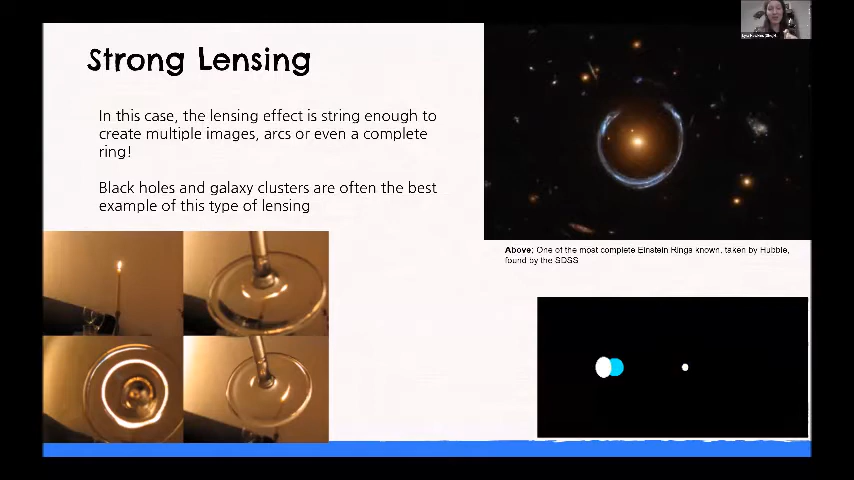 Strong Lensing
In this case, the lensing effect is string enough to
create multiple images, arcs or even a complete
ring!
Black holes and galaxy clusters are often the best
example of this type of lensing
Above; One of the most complete Einstein Rings known, taken by Hubble,
found by the SDSS